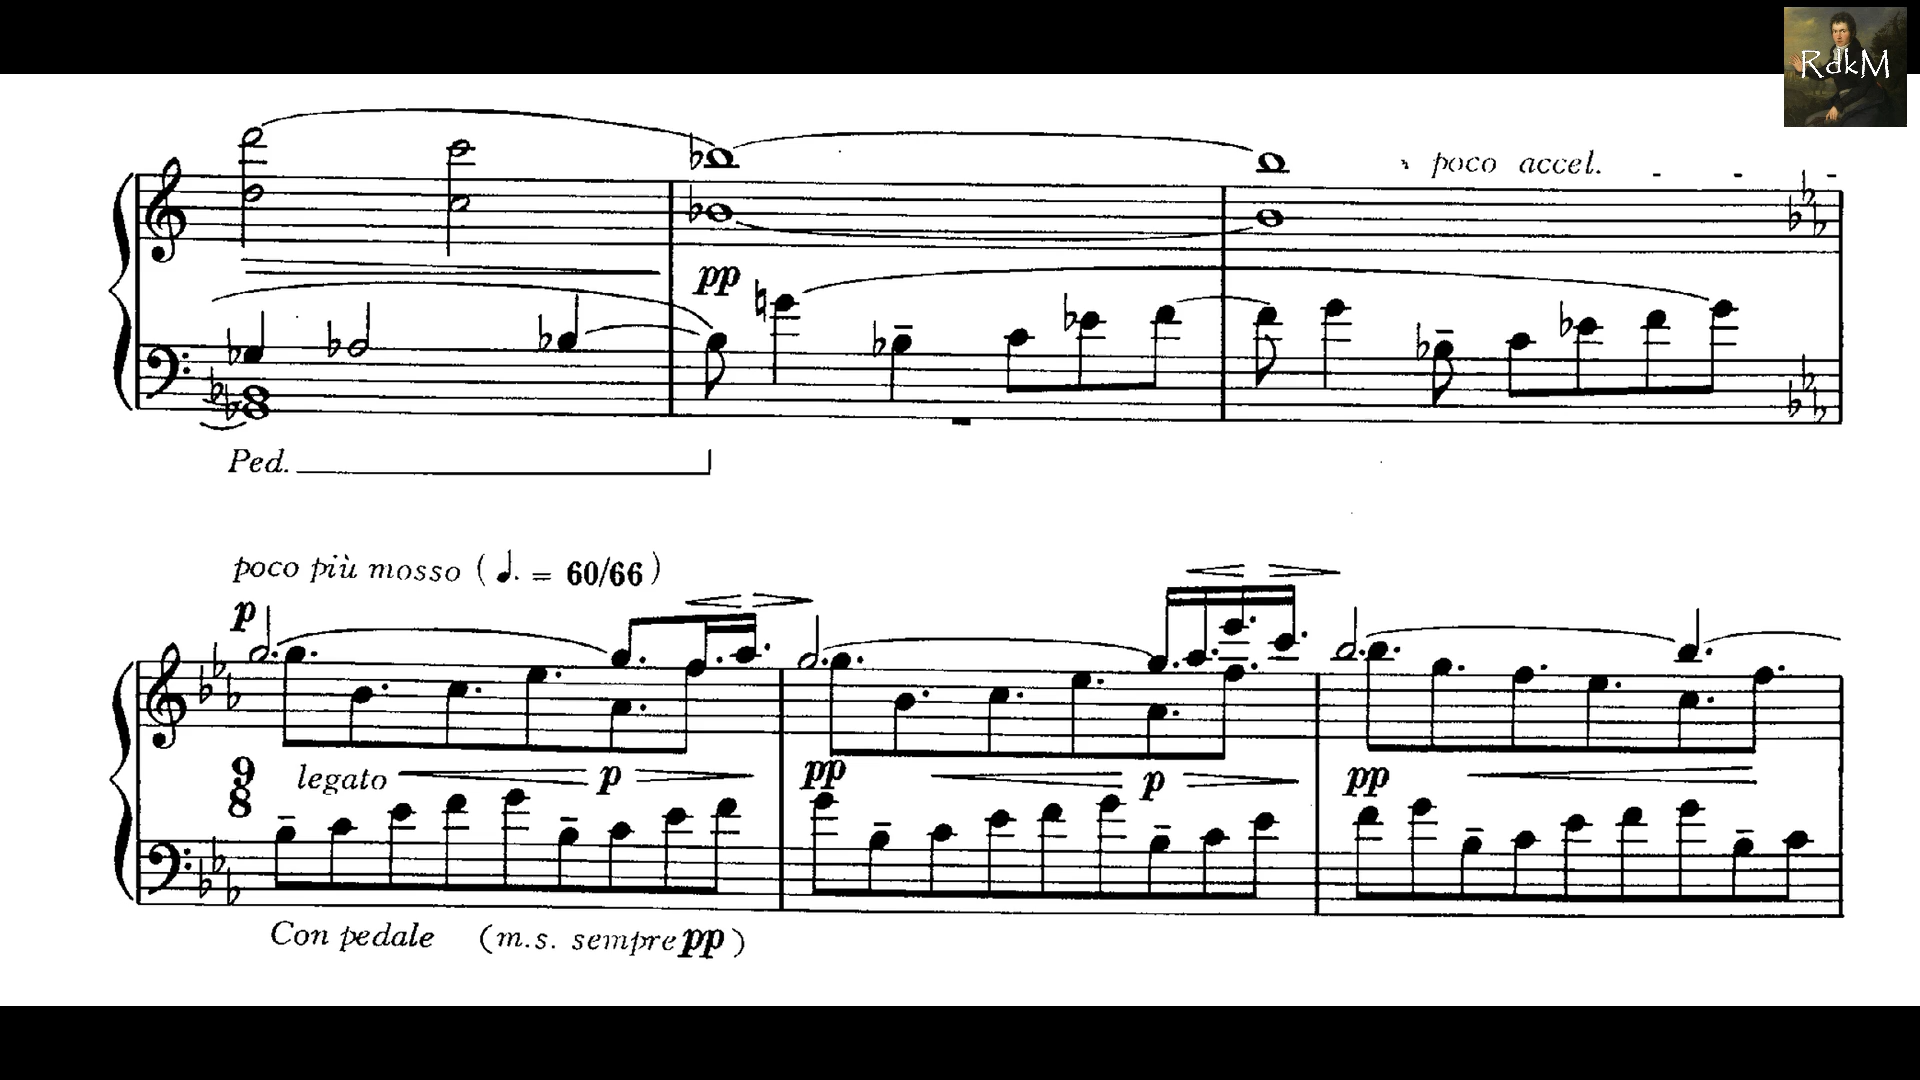 RdkM
poco accel. - - - -
pp
Ped.
poco più mosso (♩. = 60/66)
p
9
8
legato p pp p pp
Con pedale (m.s. sempre pp)